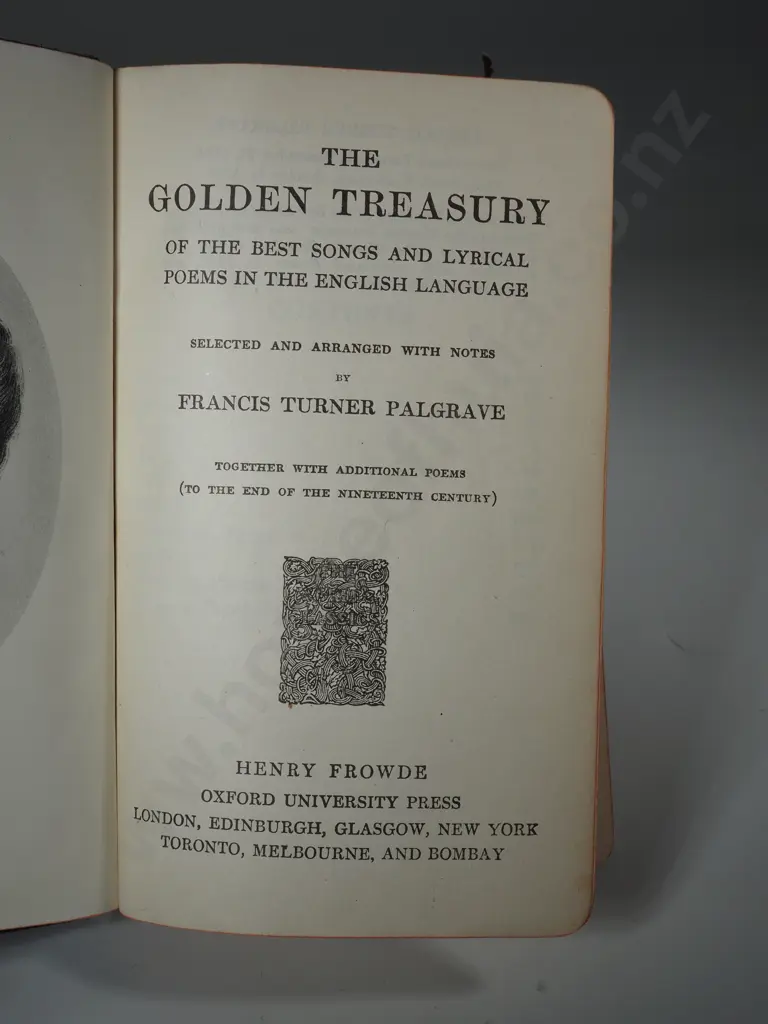 THE
GOLDEN TREASURY
OF THE BEST SONGS AND LYRICAL
POEMS IN THE ENGLISH LANGUAGE
SELECTED AND ARRANGED WITH NOTES
BY
FRANCIS TURNER PALGRAVE
TOGETHER WITH ADDITIONAL POEMS
(TO THE END OF THE NINETEENTH CENTURY)
HENRY FROWDE
OXFORD UNIVERSITY PRESS
LONDON, EDINBURGH, GLASGOW, NEW YORK
TORONTO, MELBOURNE, AND BOMBAY